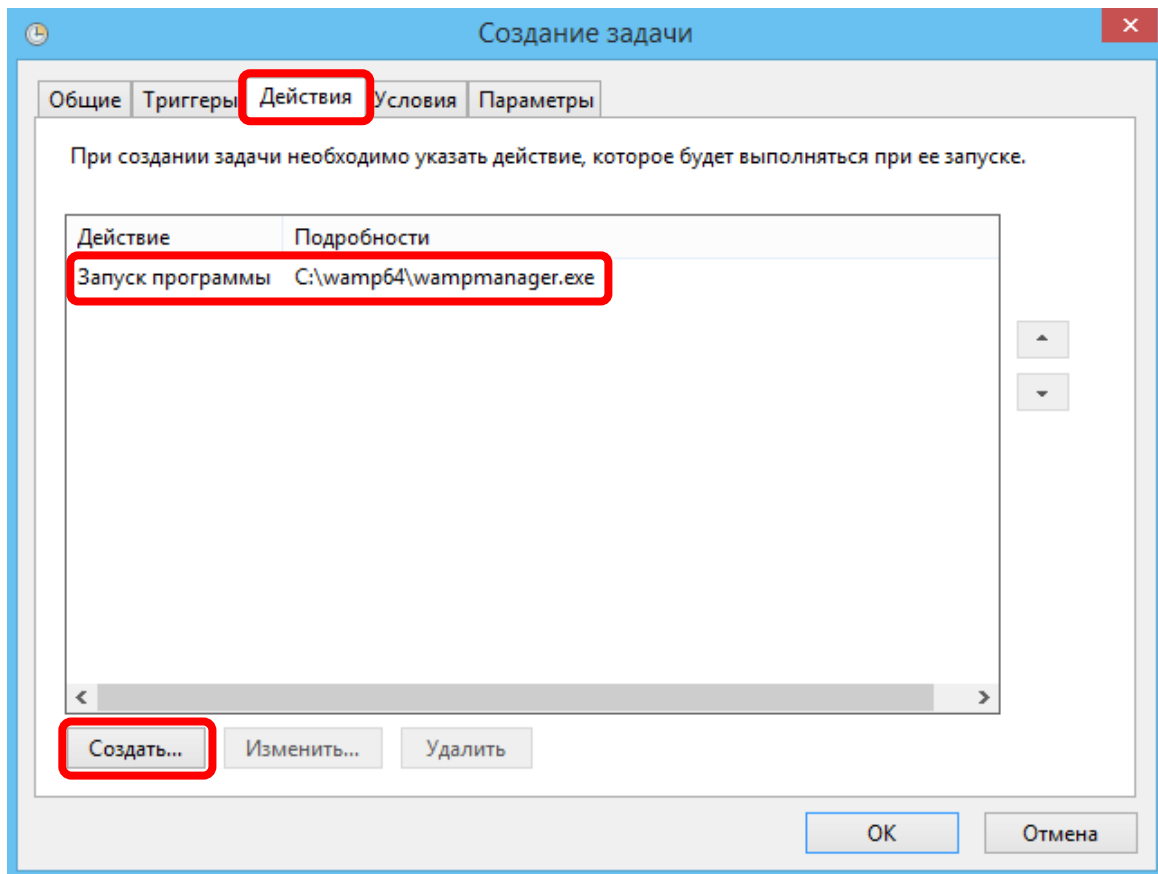 Создание задачи
Общие Триггеры Действия Условия Параметры
При создании задачи необходимо указать действие, которое будет выполняться при ее запуске.
Действие Подробности
Запуск программы C:\wamp64\wampmanager.exe
Создать... Изменить... Удалить
ОК Отмена